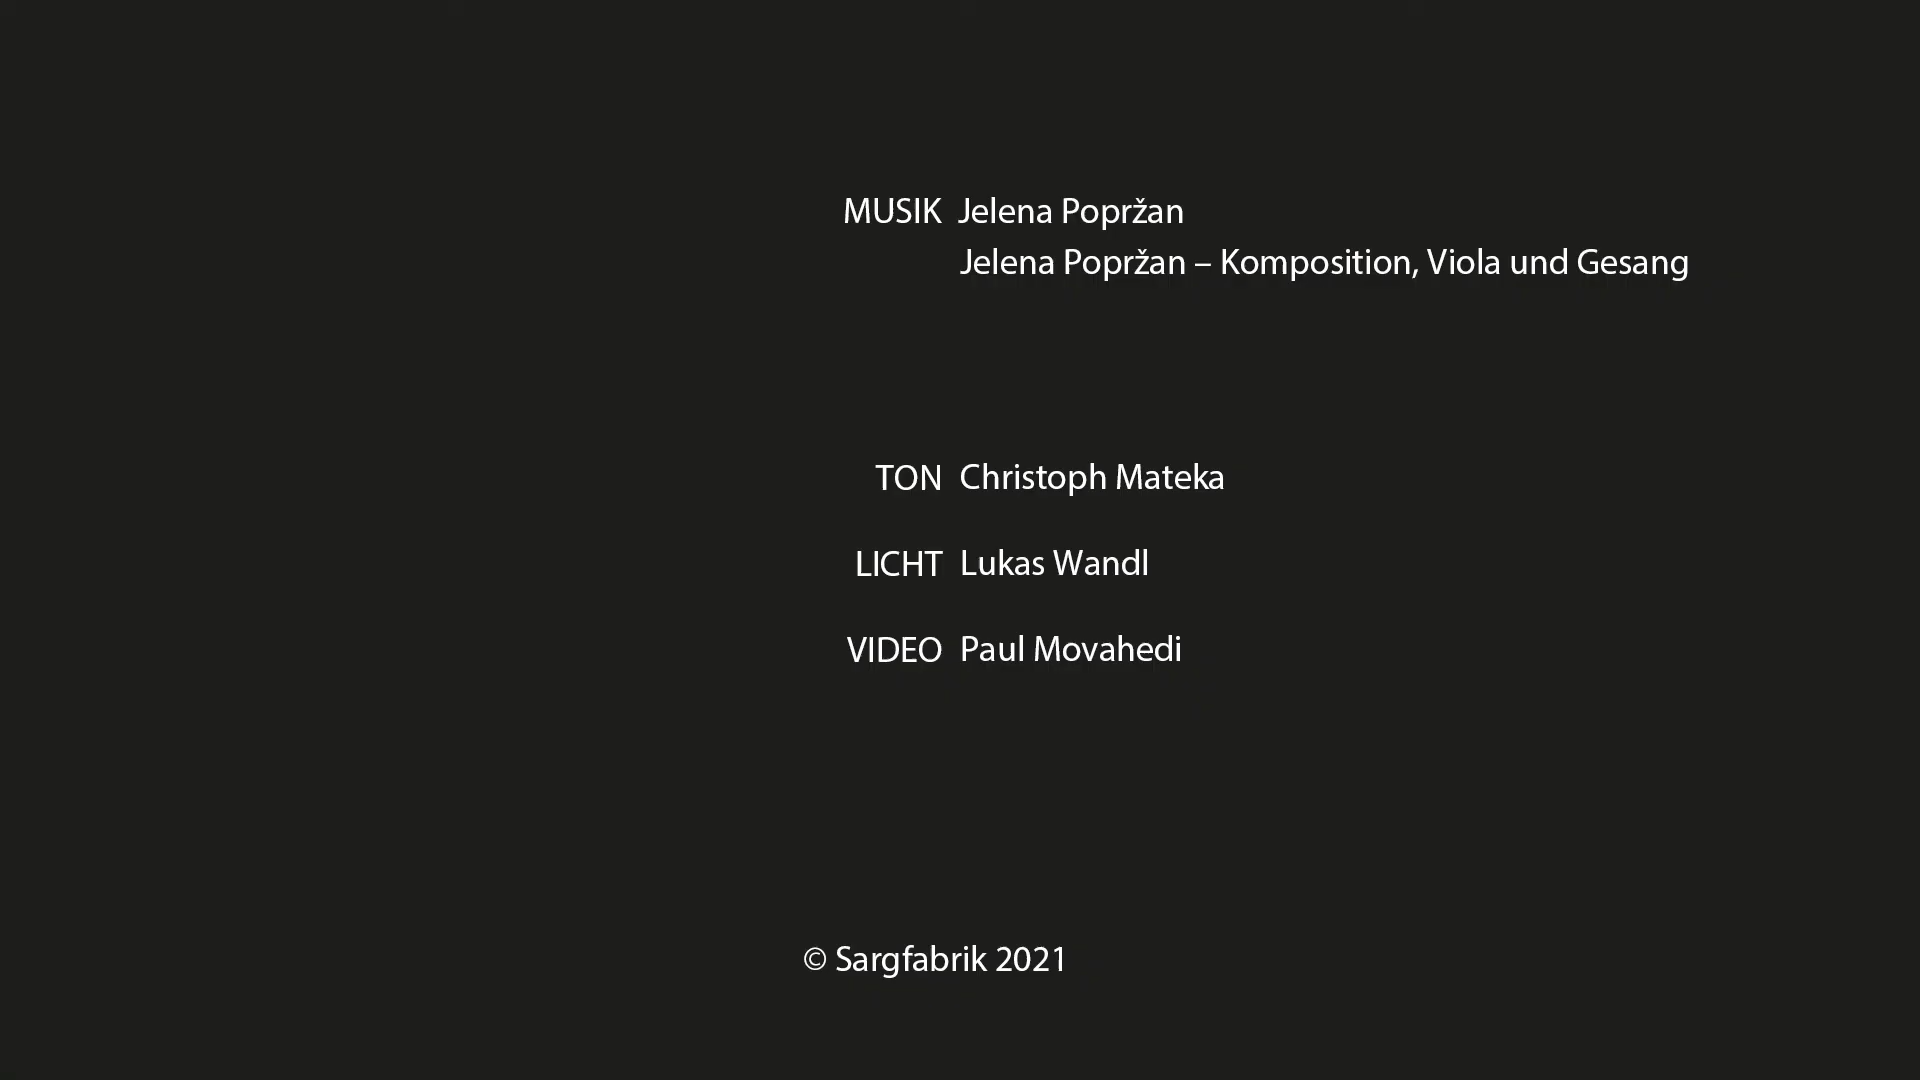 MUSIK Jelena Popržan
Jelena Popržan – Komposition, Viola und Gesang
TON Christoph Mateka
LICHT Lukas Wandl
VIDEO Paul Movahedi
© Sargfabrik 2021